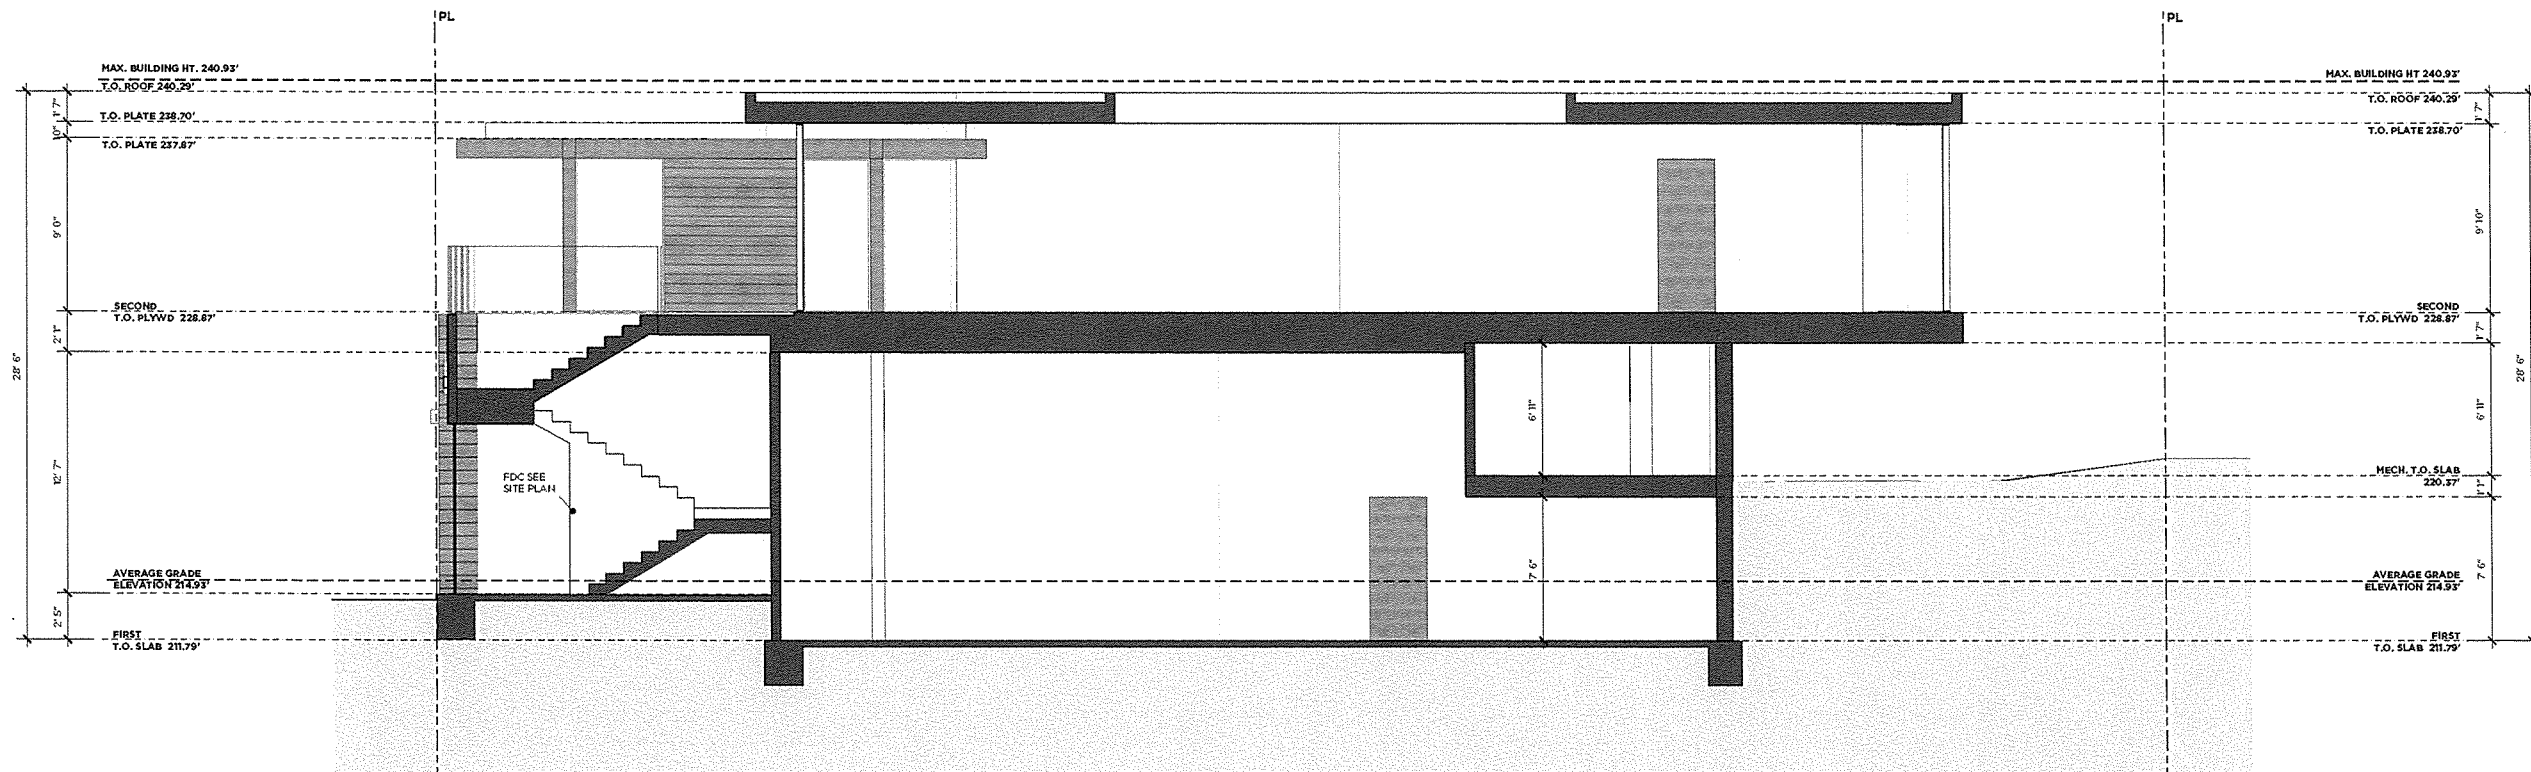 PL
PL
MAX. BUILDING HT. 240.93'
T.O. ROOF 240.29'
T.O. PLATE 238.70'
T.O. PLATE 237.87'
SECOND
T.O. PLYWD 228.87'
AVERAGE GRADE
ELEVATION 214.93'
FIRST
T.O. SLAB 211.79'
28' 6"
1' 7"
10"
9' 0"
2' 1"
12' 7"
2' 5"
FDC SEE
SITE PLAN
6' 11"
7' 6"
MAX. BUILDING HT 240.93'
T.O. ROOF 240.29'
T.O. PLATE 238.70'
SECOND
T.O. PLYWD 228.87'
MECH. T.O. SLAB
220.37'
AVERAGE GRADE
ELEVATION 214.93'
FIRST
T.O. SLAB 211.79'
1' 7"
9' 10"
1' 7"
6' 11"
1' 1"
7' 6"
28' 6"